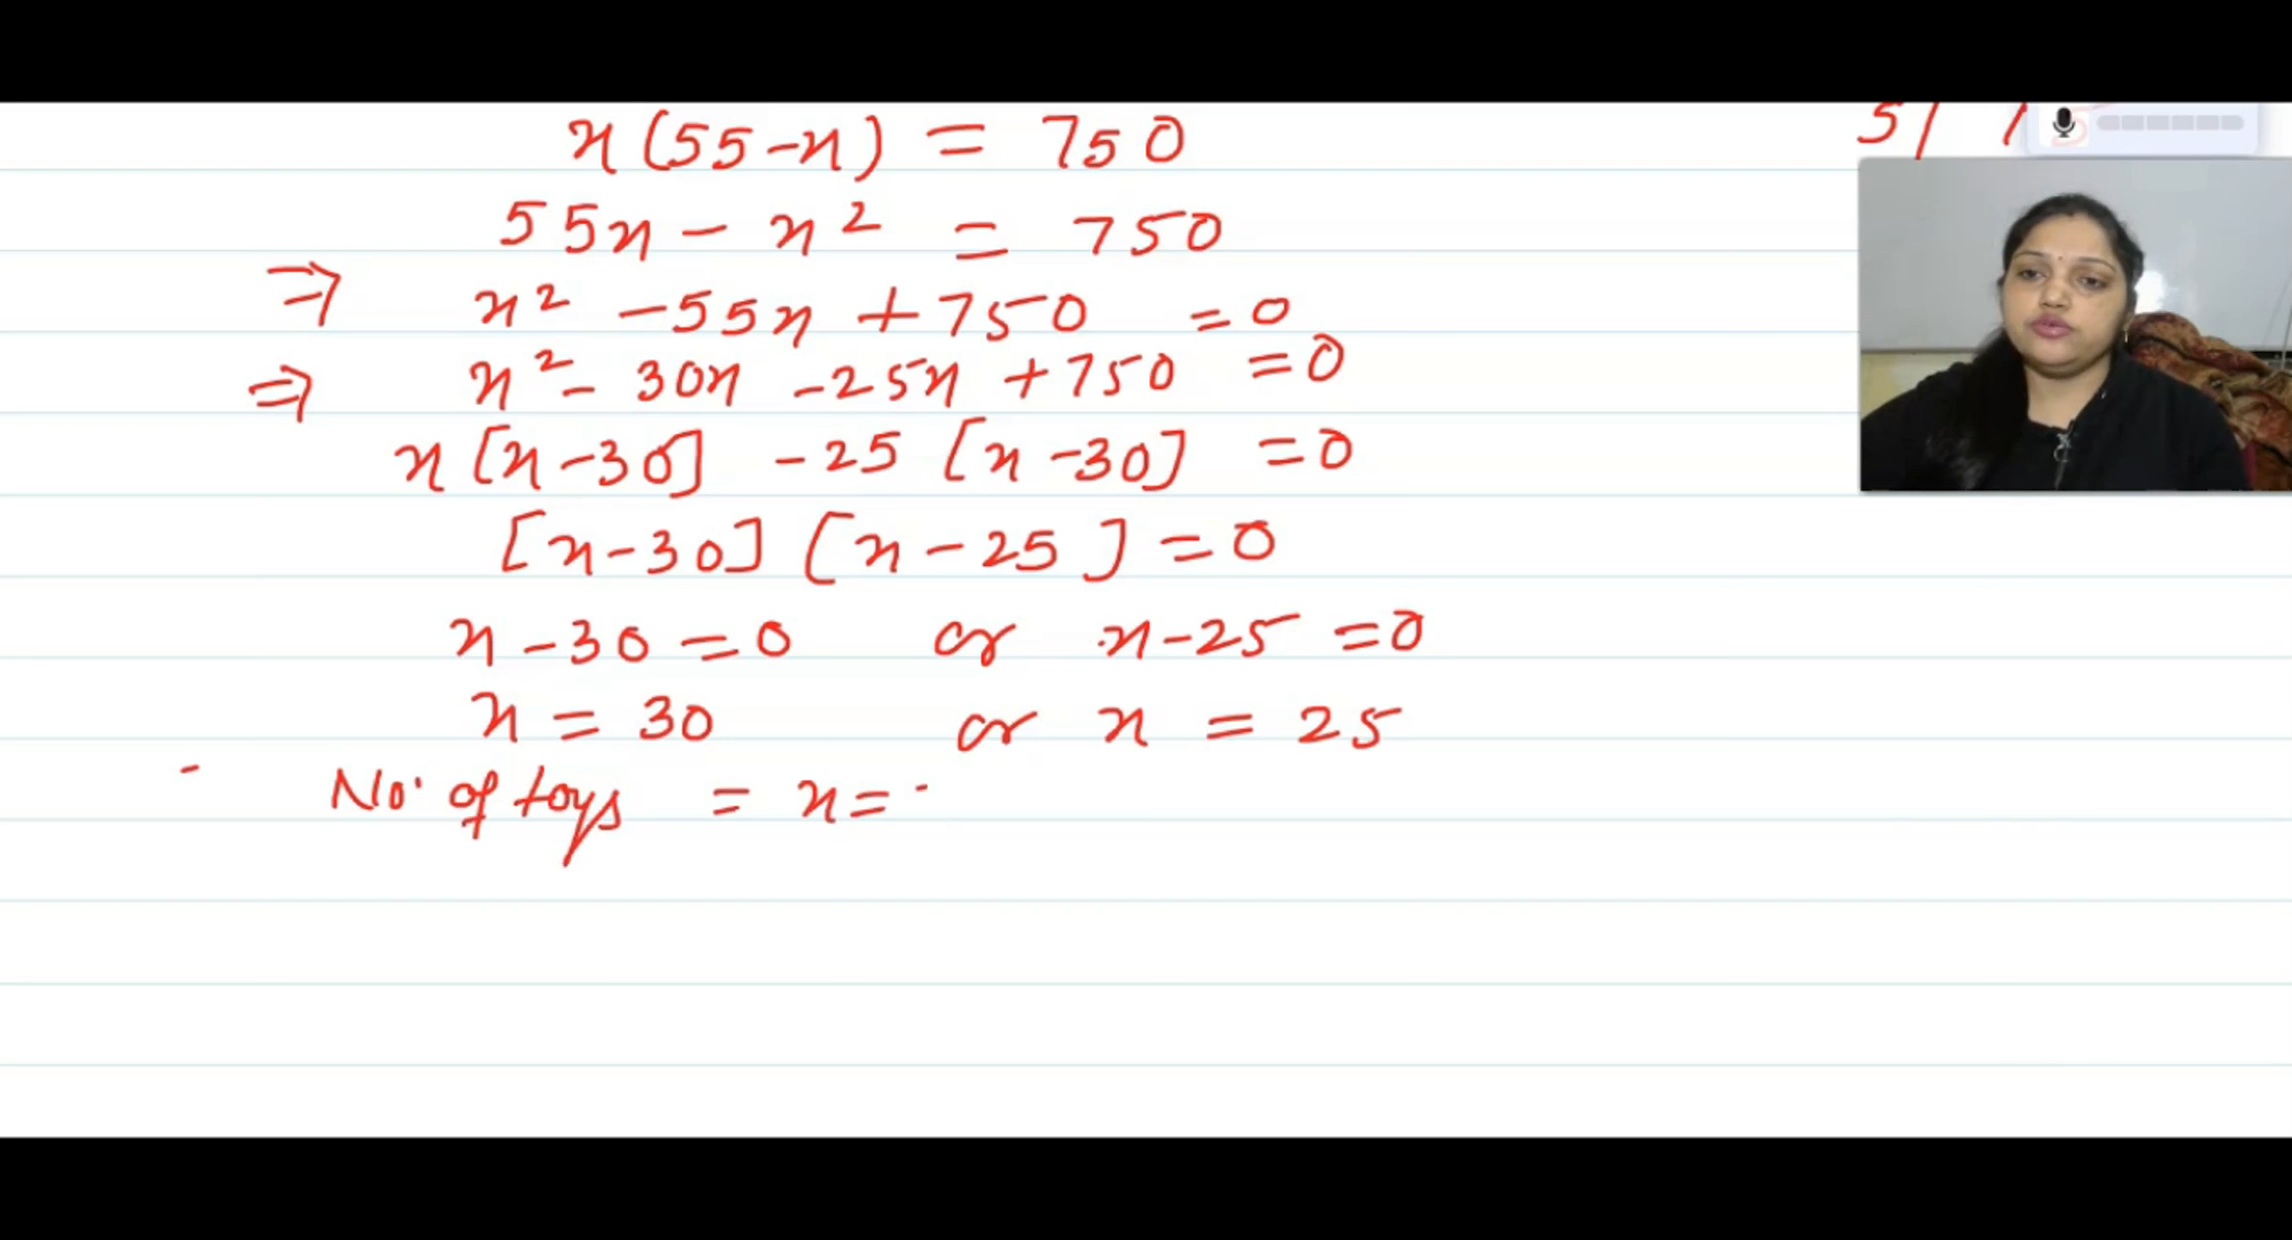 x(55-x) = 750
55x - x² = 750
⇒ x² - 55x + 750 = 0
⇒ x² - 30x - 25x + 750 = 0
x[x-30] - 25[x-30] = 0
[x-30][x-25] = 0
x-30 = 0 or x-25 = 0
x = 30 or x = 25
No. of toys = x =